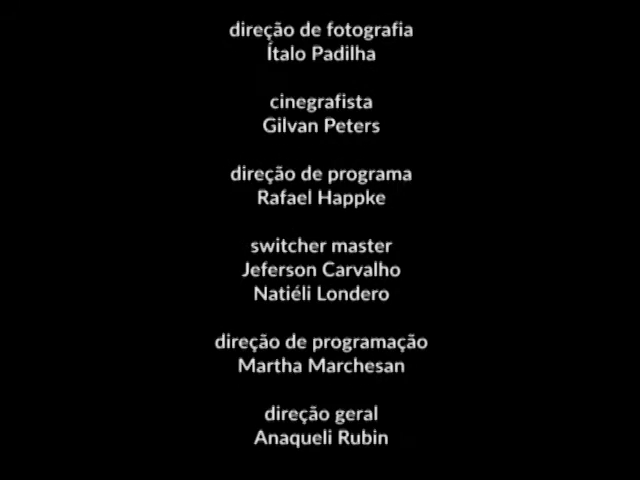 direção de fotografia
Ítalo Padilha
cinegrafista
Gilvan Peters
direção de programa
Rafael Happke
switcher master
Jeferson Carvalho
Natiéli Londero
direção de programação
Martha Marchesan
direção geral
Anaqueli Rubin